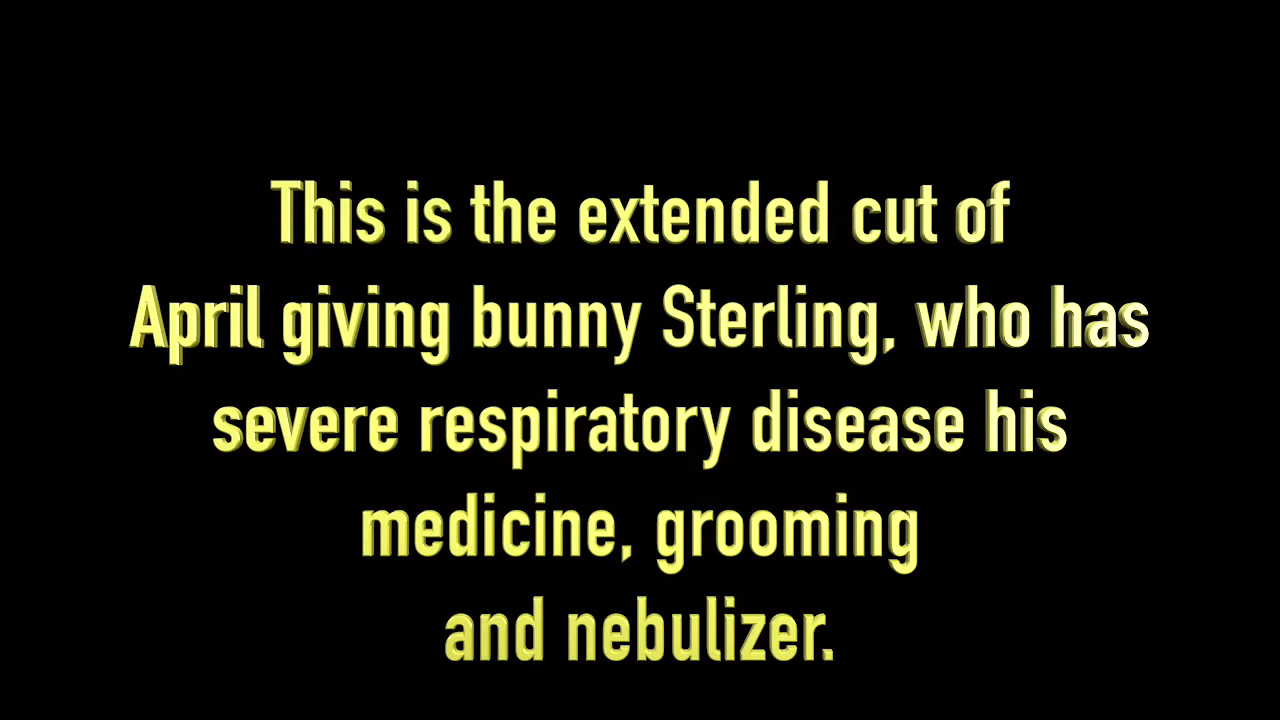 This is the extended cut of
April giving bunny Sterling, who has
severe respiratory disease his
medicine, grooming
and nebulizer.